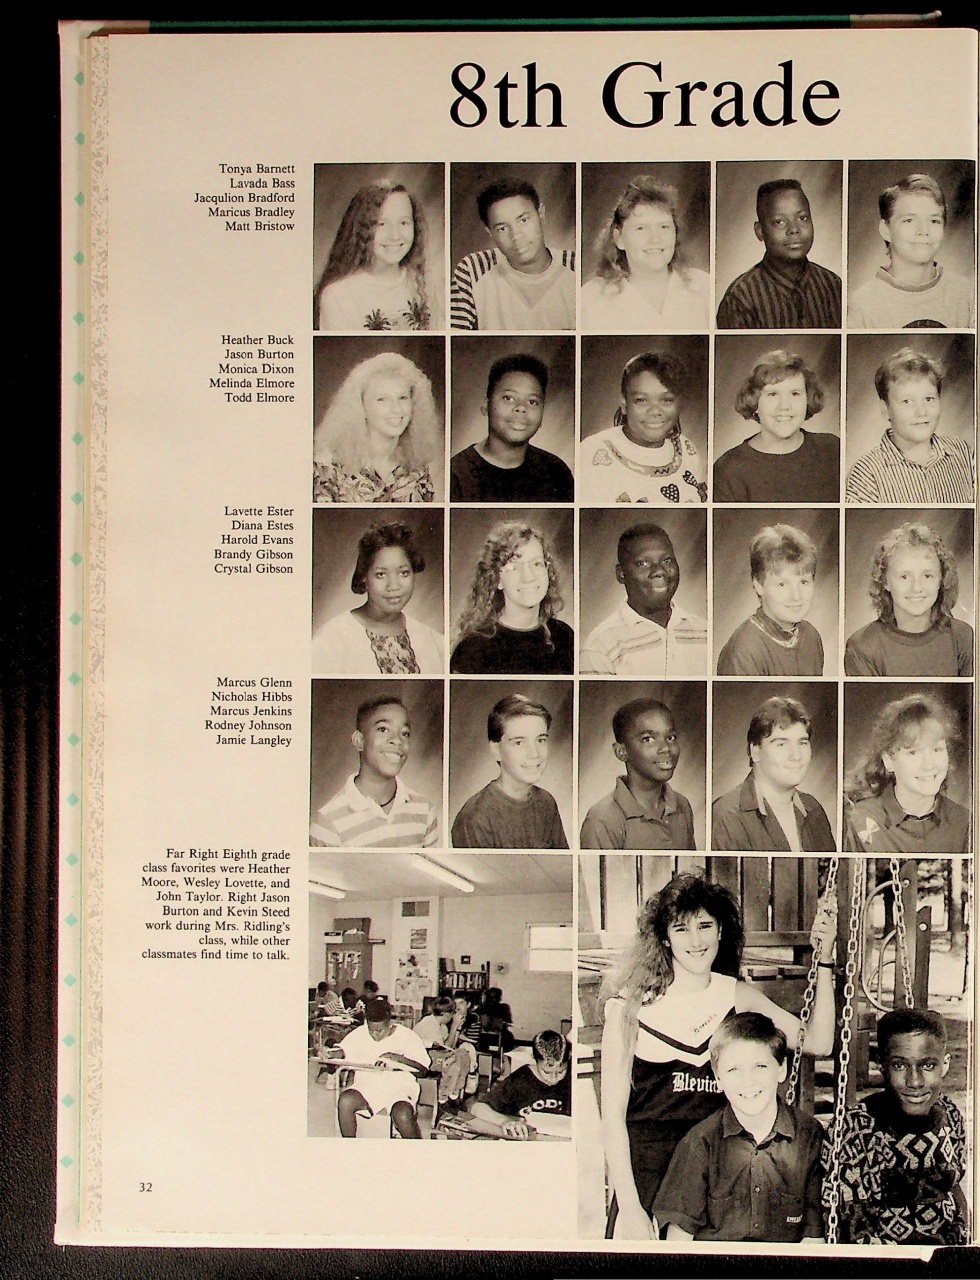 8th Grade
Tonya Barnett
Lavada Bass
Jacqulion Bradford
Maricus Bradley
Matt Bristow
Heather Buck
Jason Burton
Monica Dixon
Melinda Elmore
Todd Elmore
Lavette Ester
Diana Estes
Harold Evans
Brandy Gibson
Crystal Gibson
Marcus Glenn
Nicholas Hibbs
Marcus Jenkins
Rodney Johnson
Jamie Langley
Far Right Eighth grade
class favorites were Heather
Moore, Wesley Lovette, and
John Taylor. Right Jason
Burton and Kevin Steed
work during Mrs. Ridling's
class, while other
classmates find time to talk.
GOD!
Blevin
32